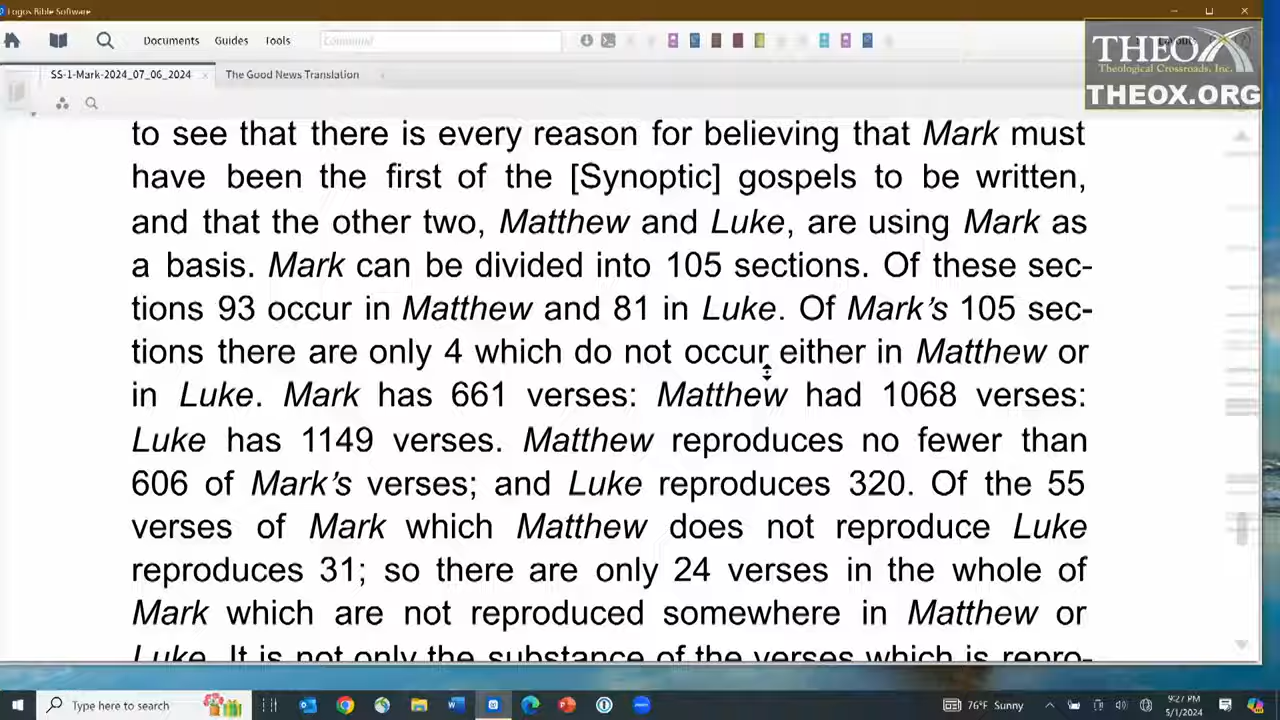 Logos Bible Software
Documents Guides Tools
Command
THEOX
Theological Crossroads, Inc.
THEOX.ORG
SS-1-Mark-2024_07_06_2024
The Good News Translation
to see that there is every reason for believing that Mark must
have been the first of the [Synoptic] gospels to be written,
and that the other two, Matthew and Luke, are using Mark as
a basis. Mark can be divided into 105 sections. Of these sec-
tions 93 occur in Matthew and 81 in Luke. Of Mark’s 105 sec-
tions there are only 4 which do not occur either in Matthew or
in Luke. Mark has 661 verses: Matthew had 1068 verses:
Luke has 1149 verses. Matthew reproduces no fewer than
606 of Mark’s verses; and Luke reproduces 320. Of the 55
verses of Mark which Matthew does not reproduce Luke
reproduces 31; so there are only 24 verses in the whole of
Mark which are not reproduced somewhere in Matthew or
Luke. It is not only the substance of the verses which is repro-
Type here to search
76°F Sunny
9:27 PM
5/1/2024